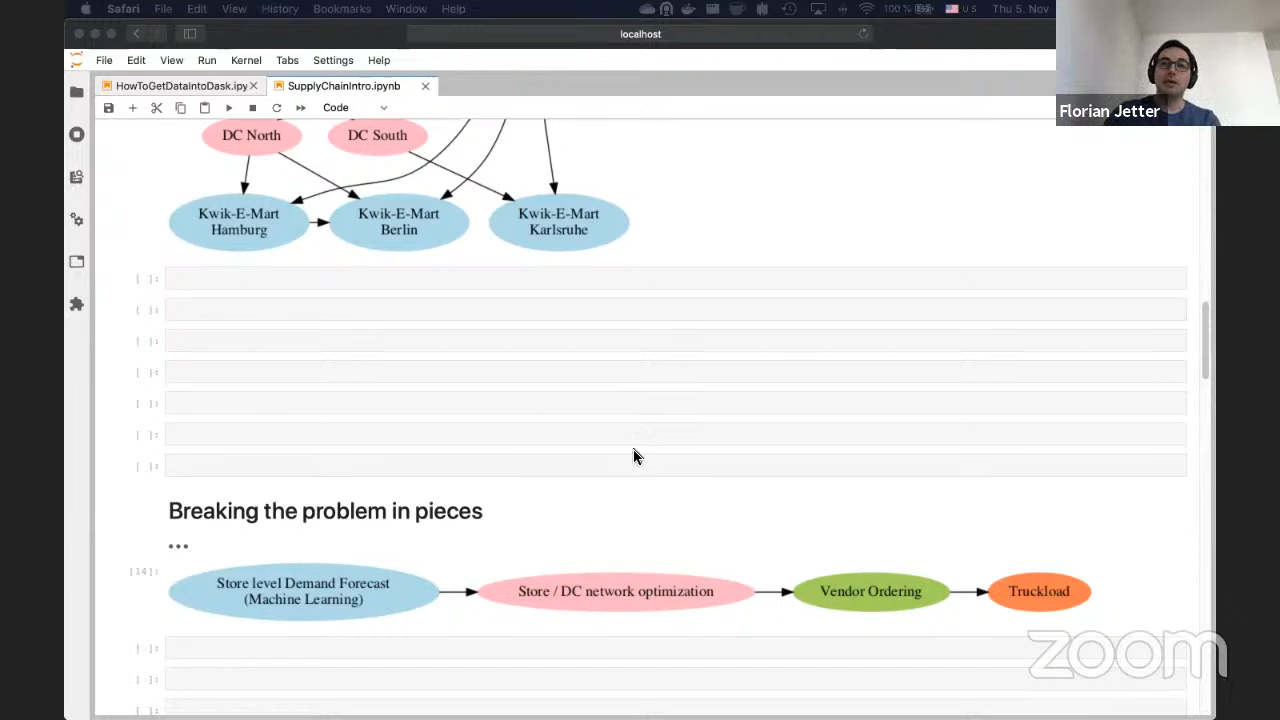 Safari File Edit View History Bookmarks Window Help
100 % U S Thu 5. Nov
localhost
Florian Jetter
File Edit View Run Kernel Tabs Settings Help
HowToGetDataIntoDask.ipy
SupplyChainIntro.ipynb
Code
DC North
DC South
Kwik-E-Mart
Hamburg
Kwik-E-Mart
Berlin
Kwik-E-Mart
Karlsruhe
[ ]:
[ ]:
[ ]:
[ ]:
[ ]:
[ ]:
[ ]:
Breaking the problem in pieces
•••
[14]:
Store level Demand Forecast
(Machine Learning)
Store / DC network optimization
Vendor Ordering
Truckload
[ ]:
[ ]:
[ ]:
zoom